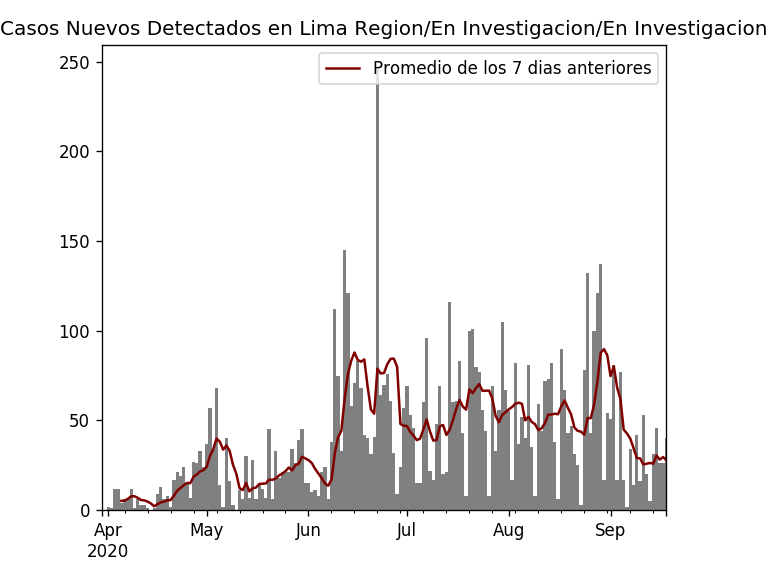 Casos Nuevos Detectados en Lima Region/En Investigacion/En Investigacion
Promedio de los 7 dias anteriores
250
200
150
100
50
0
Apr May Jun Jul Aug Sep
2020